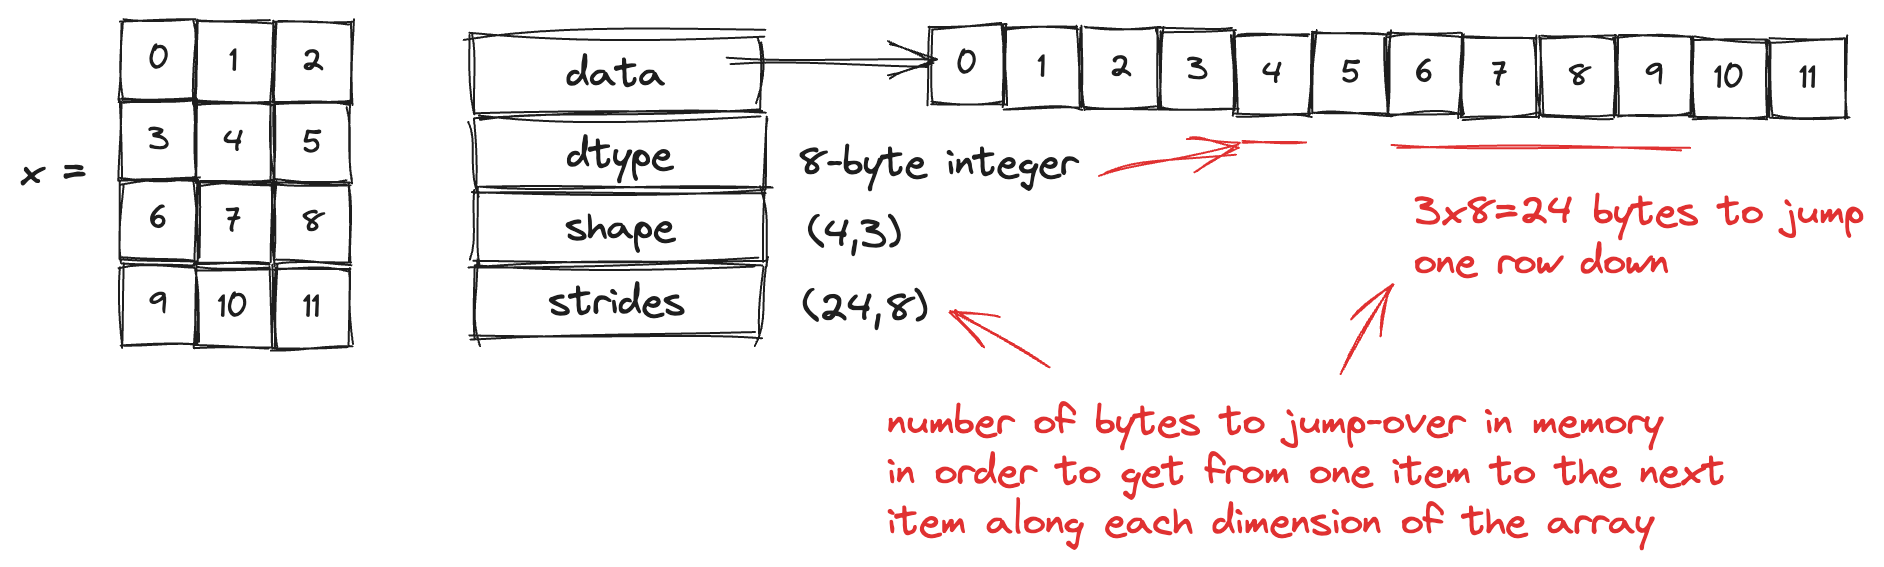 x =
0 1 2
3 4 5
6 7 8
9 10 11
data
dtype
shape
strides
0 1 2 3 4 5 6 7 8 9 10 11
8-byte integer
(4,3)
(24,8)
3x8=24 bytes to jump
one row down
number of bytes to jump-over in memory
in order to get from one item to the next
item along each dimension of the array